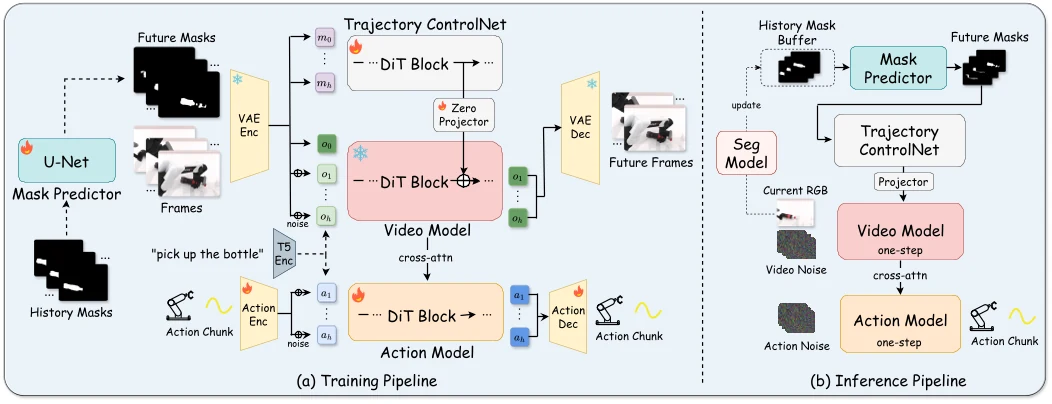 Trajectory ControlNet
Future Masks
...
m₀
⋮
mₕ
··· DiT Block ···
VAE
Enc
Zero
Projector
VAE
Dec
U-Net
Mask Predictor
...
Frames
o₀
o₁
⋮
oₕ
noise
··· DiT Block ···
Video Model
o₁
⋮
oₕ
...
Future Frames
"pick up the bottle"
T5
Enc
cross-attn
...
History Masks
Action Chunk
Action
Enc
a₁
⋮
aₕ
noise
··· DiT Block ···
Action Model
a₁
⋮
aₕ
Action
Dec
Action Chunk
(a) Training Pipeline
History Mask
Buffer
Mask
Predictor
Future Masks
...
update
Seg
Model
Trajectory
ControlNet
Projector
Current RGB
Video Noise
Video Model
one-step
cross-attn
Action Noise
Action Model
one-step
Action Chunk
(b) Inference Pipeline